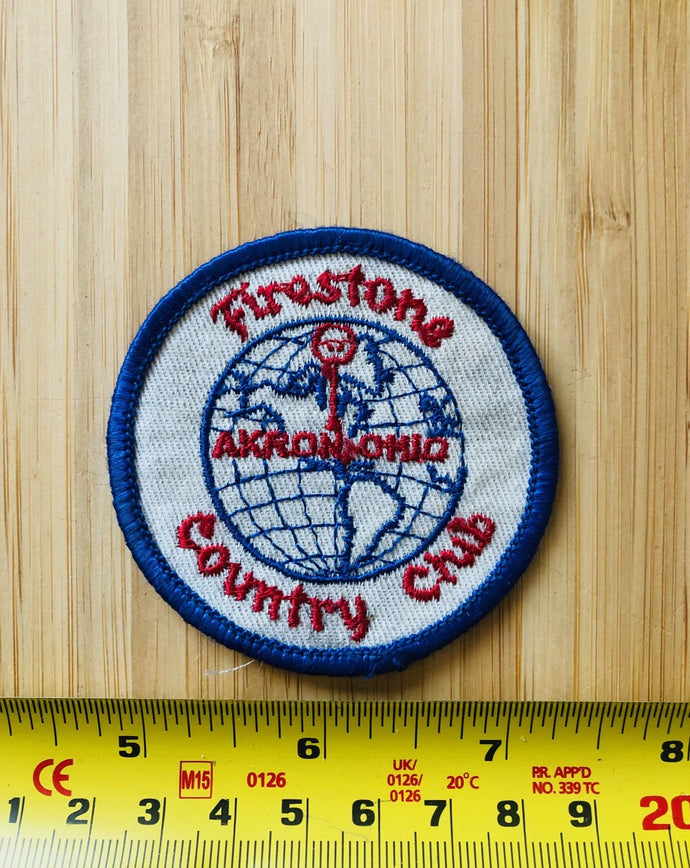 Firestone
AKRON OHIO
Country Club
5 6 7 8
CE M15 0126 UK/ 0126/ 0126 20°C P.R. APP'D NO. 339 TC
1 2 3 4 5 6 7 8 9 20